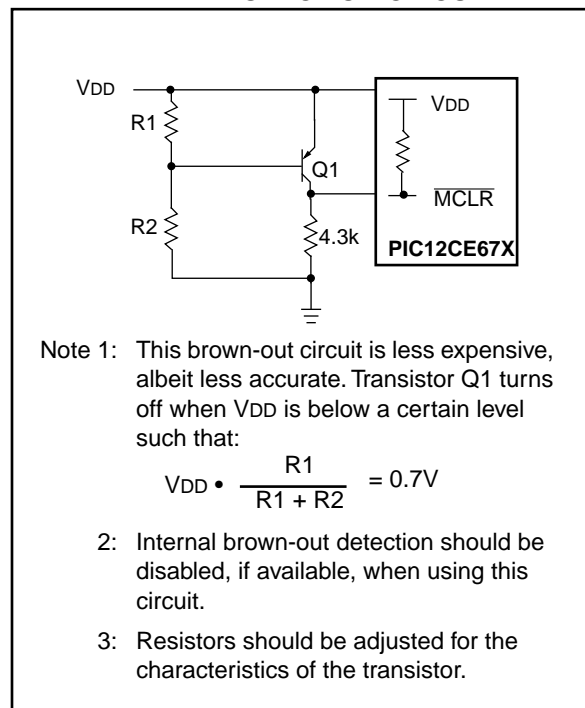 VDD
R1
R2
Q1
4.3k
VDD
MCLR
PIC12CE67X
Note 1: This brown-out circuit is less expensive,
albeit less accurate. Transistor Q1 turns
off when VDD is below a certain level
such that:
VDD • R1 / R1 + R2 = 0.7V
2: Internal brown-out detection should be
disabled, if available, when using this
circuit.
3: Resistors should be adjusted for the
characteristics of the transistor.